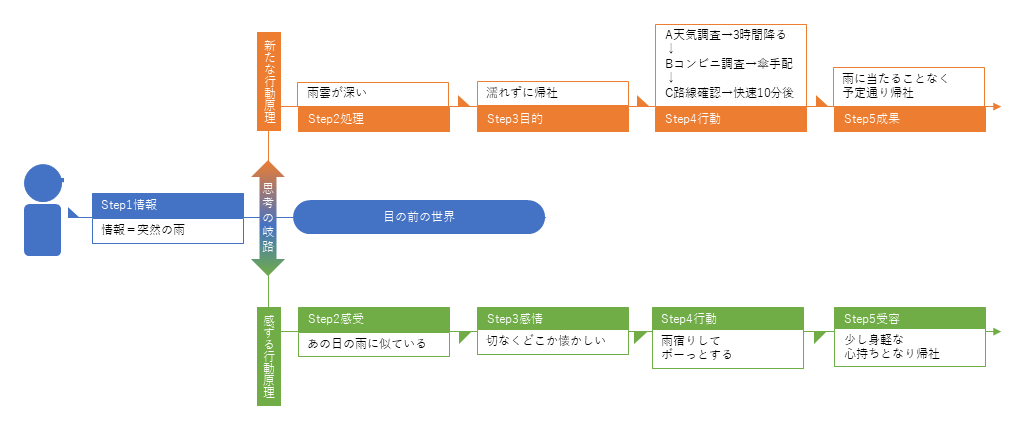 新たな行動原理
雨雲が深い
Step2処理
濡れずに帰社
Step3目的
A天気調査→3時間降る
↓
Bコンビニ調査→傘手配
↓
C路線確認→快速10分後
Step4行動
雨に当たることなく
予定通り帰社
Step5成果
Step1情報
情報＝突然の雨
思考の岐路
目の前の世界
感ずる行動原理
Step2感受
あの日の雨に似ている
Step3感情
切なくどこか懐かしい
Step4行動
雨宿りして
ボーっとする
Step5受容
少し身軽な
心持ちとなり帰社